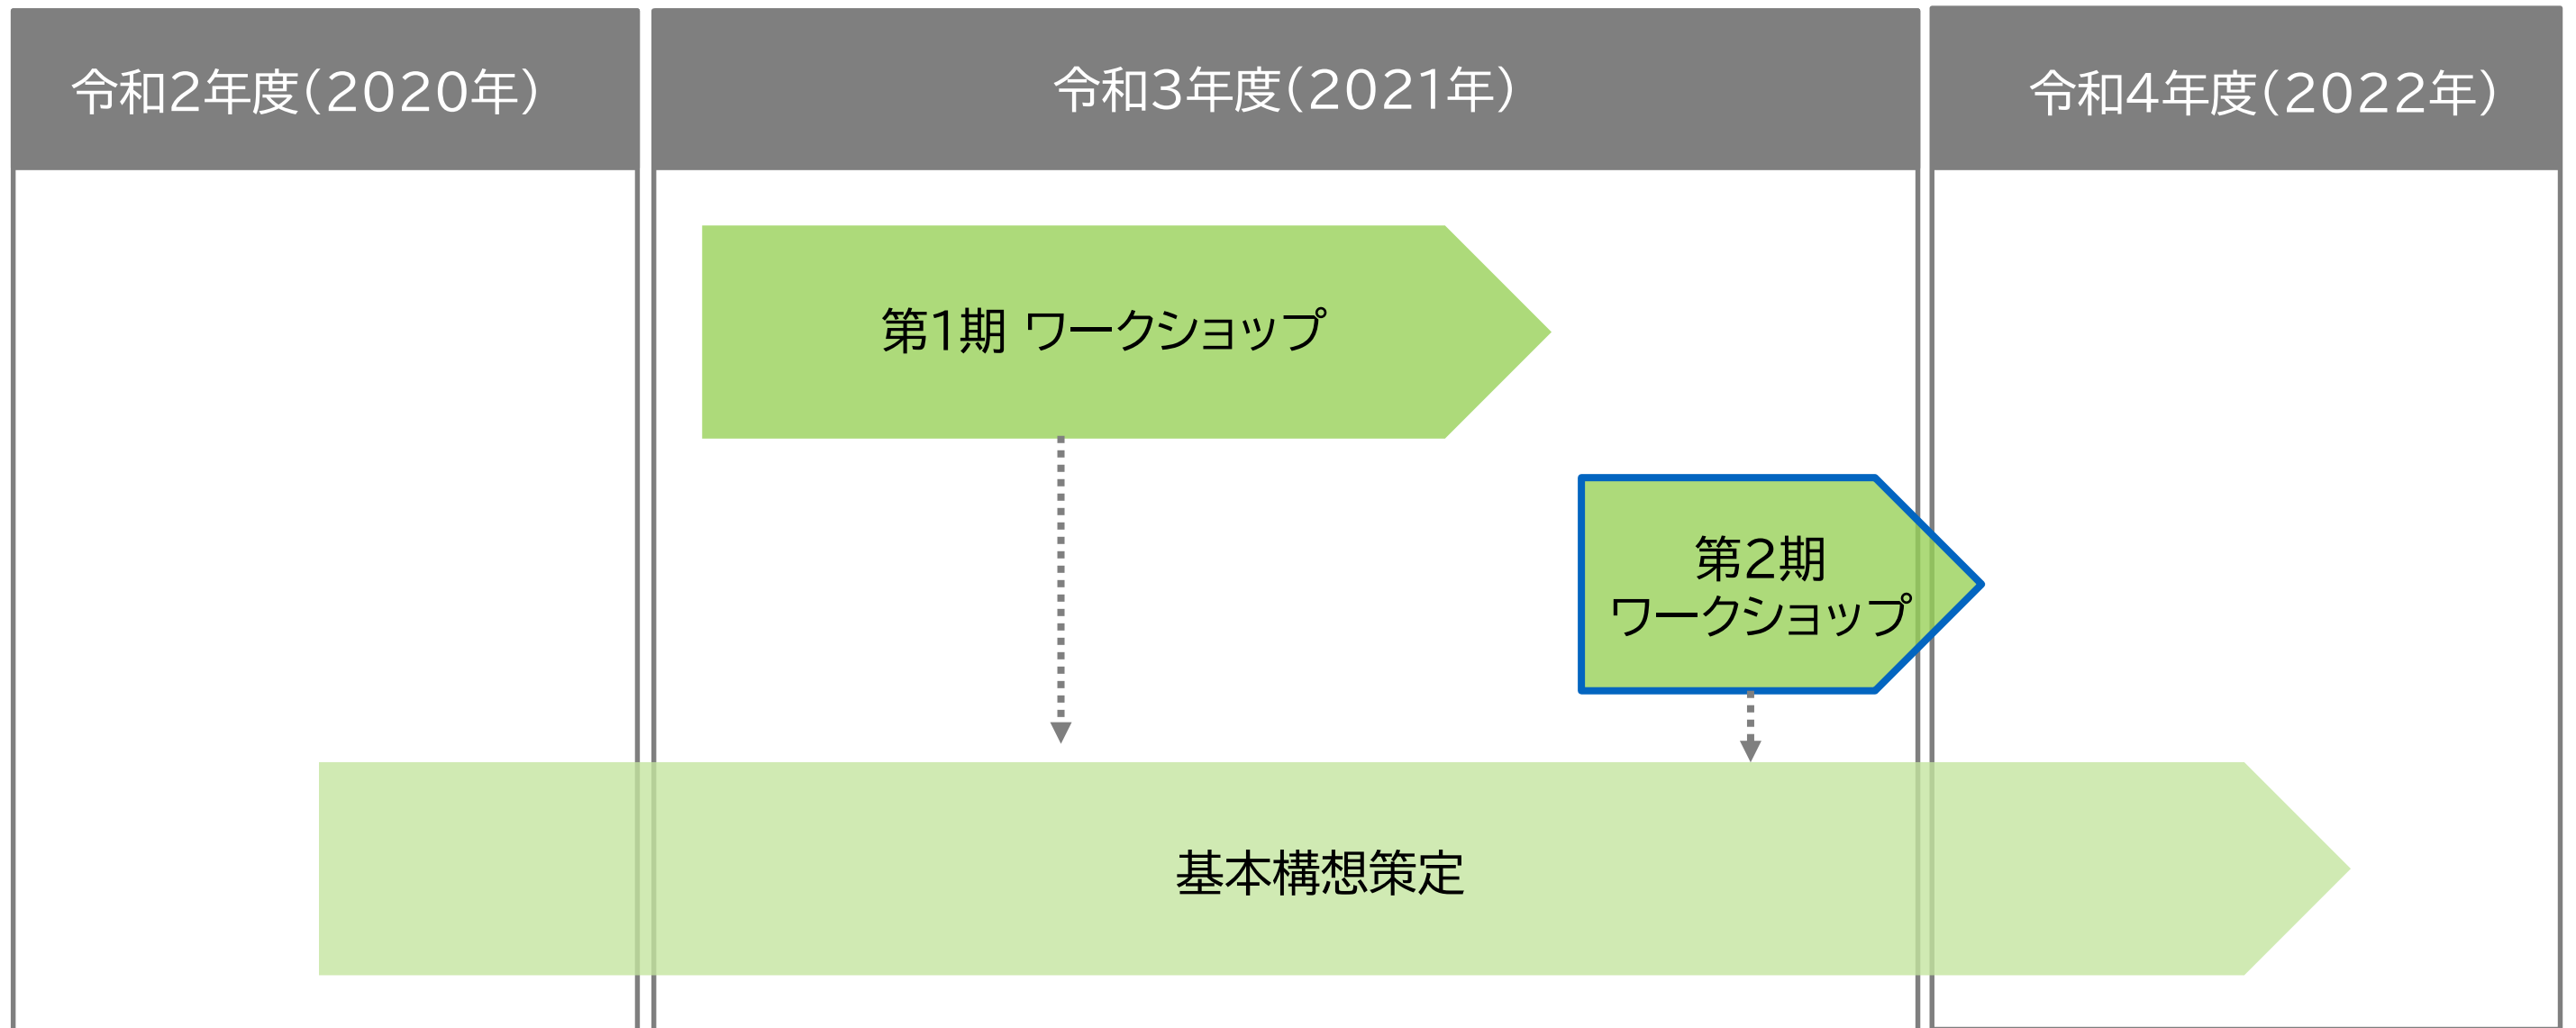 令和2年度(2020年)
令和3年度(2021年)
令和4年度(2022年)
第1期 ワークショップ
第2期
ワークショップ
基本構想策定